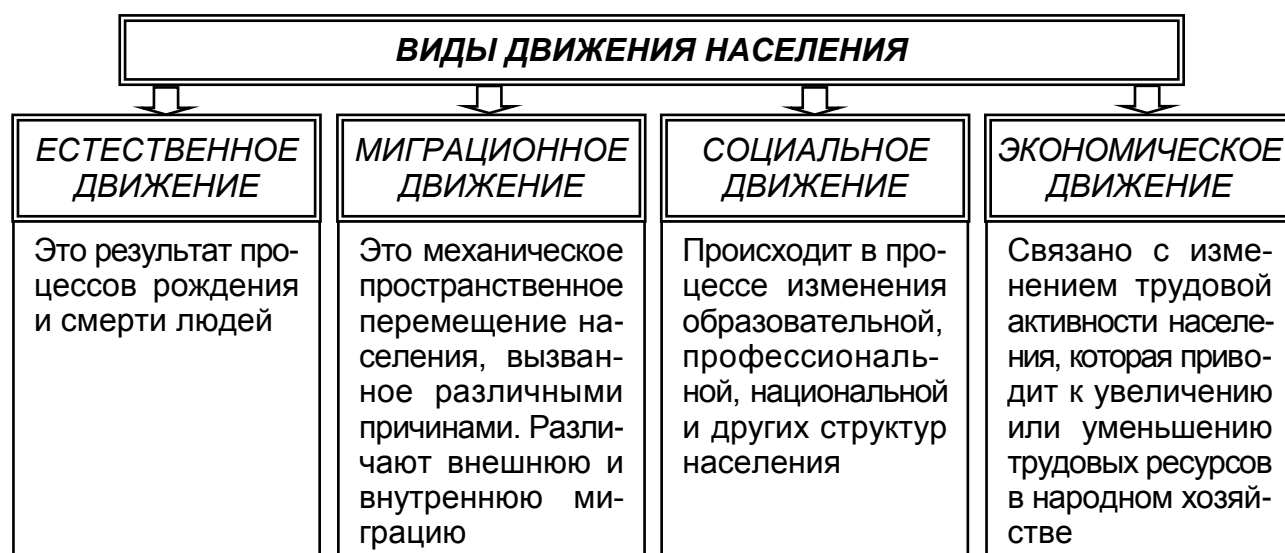 ВИДЫ ДВИЖЕНИЯ НАСЕЛЕНИЯ
ЕСТЕСТВЕННОЕ
ДВИЖЕНИЕ
Это результат про-
цессов рождения
и смерти людей
МИГРАЦИОННОЕ
ДВИЖЕНИЕ
Это механическое
пространственное
перемещение на-
селения, вызван-
ное различными
причинами. Разли-
чают внешнюю и
внутреннюю ми-
грацию
СОЦИАЛЬНОЕ
ДВИЖЕНИЕ
Происходит в про-
цессе изменения
образовательной,
профессиональ-
ной, национальной
и других структур
населения
ЭКОНОМИЧЕСКОЕ
ДВИЖЕНИЕ
Связано с изме-
нением трудовой
активности населе-
ния, которая приво-
дит к увеличению
или уменьшению
трудовых ресурсов
в народном хозяй-
стве